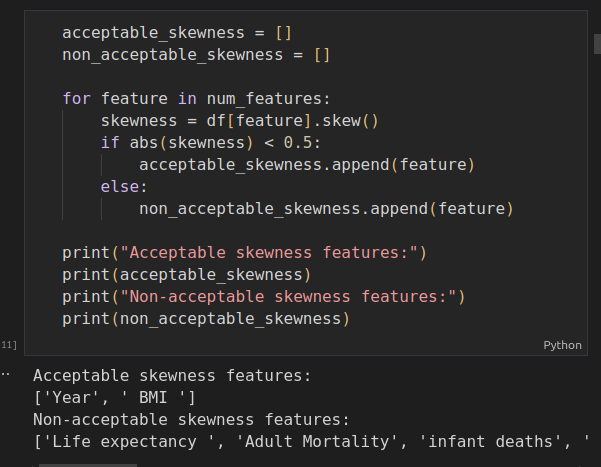 acceptable_skewness = []
non_acceptable_skewness = []
for feature in num_features:
skewness = df[feature].skew()
if abs(skewness) < 0.5:
acceptable_skewness.append(feature)
else:
non_acceptable_skewness.append(feature)
print("Acceptable skewness features:")
print(acceptable_skewness)
print("Non-acceptable skewness features:")
print(non_acceptable_skewness)
11]
Python
Acceptable skewness features:
['Year', ' BMI ']
Non-acceptable skewness features:
['Life expectancy ', 'Adult Mortality', 'infant deaths', '